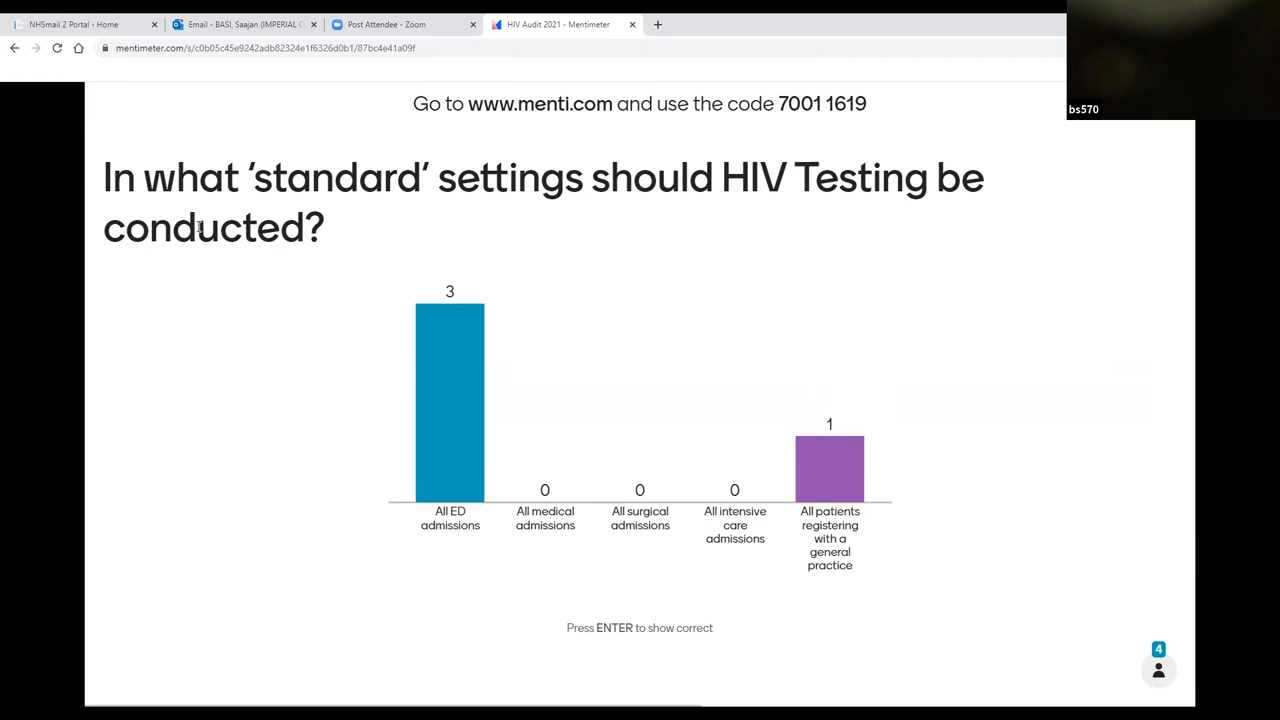 NHSmail 2 Portal - Home
Email - BASI, Saajan (IMPERIAL C
Post Attendee - Zoom
HIV Audit 2021 - Mentimeter
mentimeter.com/s/c0b05c45e9242adb82324e1f6326d0b1/87bc4e41a09f
bs570
Go to www.menti.com and use the code 7001 1619
In what ‘standard’ settings should HIV Testing be
conducted?
3
0
0
0
1
All ED
admissions
All medical
admissions
All surgical
admissions
All intensive
care
admissions
All patients
registering
with a
general
practice
Press ENTER to show correct
4